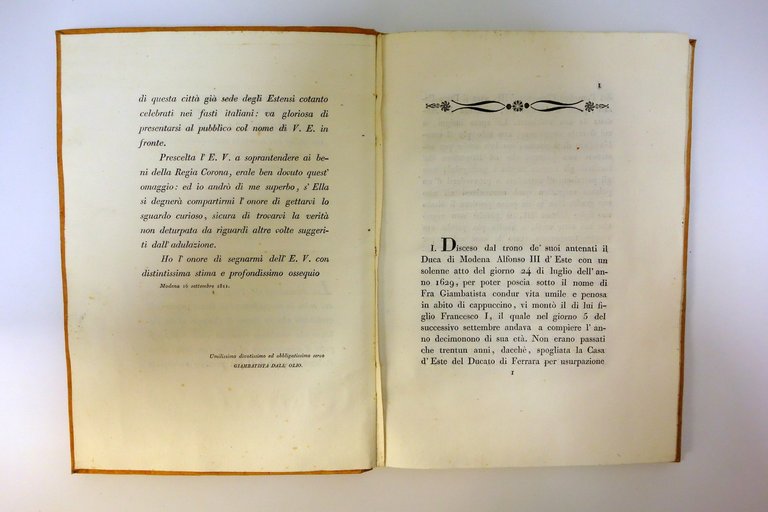 di questa città già sede degli Estensi cotanto
celebrati nei fasti italiani: va gloriosa di
presentarsi al pubblico col nome di V. E. in
fronte.
Prescelta l' E. V. a soprantendere ai be-
ni della Regia Corona, erale ben dovuto quest'
omaggio: ed io andrò di me superbo, s' Ella
si degnerà compartirmi l' onore di gettarvi lo
sguardo curioso, sicura di trovarvi la verità
non deturpata da riguardi altre volte suggeri-
ti dall' adulazione.
Ho l' onore di segnarmi dell' E. V. con
distintissima stima e profondissimo ossequio
Modena 16 settembre 1811.
Umilissimo divotissimo ed obbligatissimo servo
GIAMBATISTA DALL' OLIO.
1
I. Disceso dal trono de' suoi antenati il
Duca di Modena Alfonso III d' Este con un
solenne atto del giorno 24 di luglio dell' an-
no 1629, per poter poscia sotto il nome di
Fra Giambatista condur vita umile e penosa
in abito di cappuccino, vi montò il di lui fi-
glio Francesco I, il quale nel giorno 5 del
successivo settembre andava a compiere l' an-
no decimonono di sua età. Non erano passati
che trentun anni, dacchè, spogliata la Casa
d' Este del Ducato di Ferrara per usurpazione
1